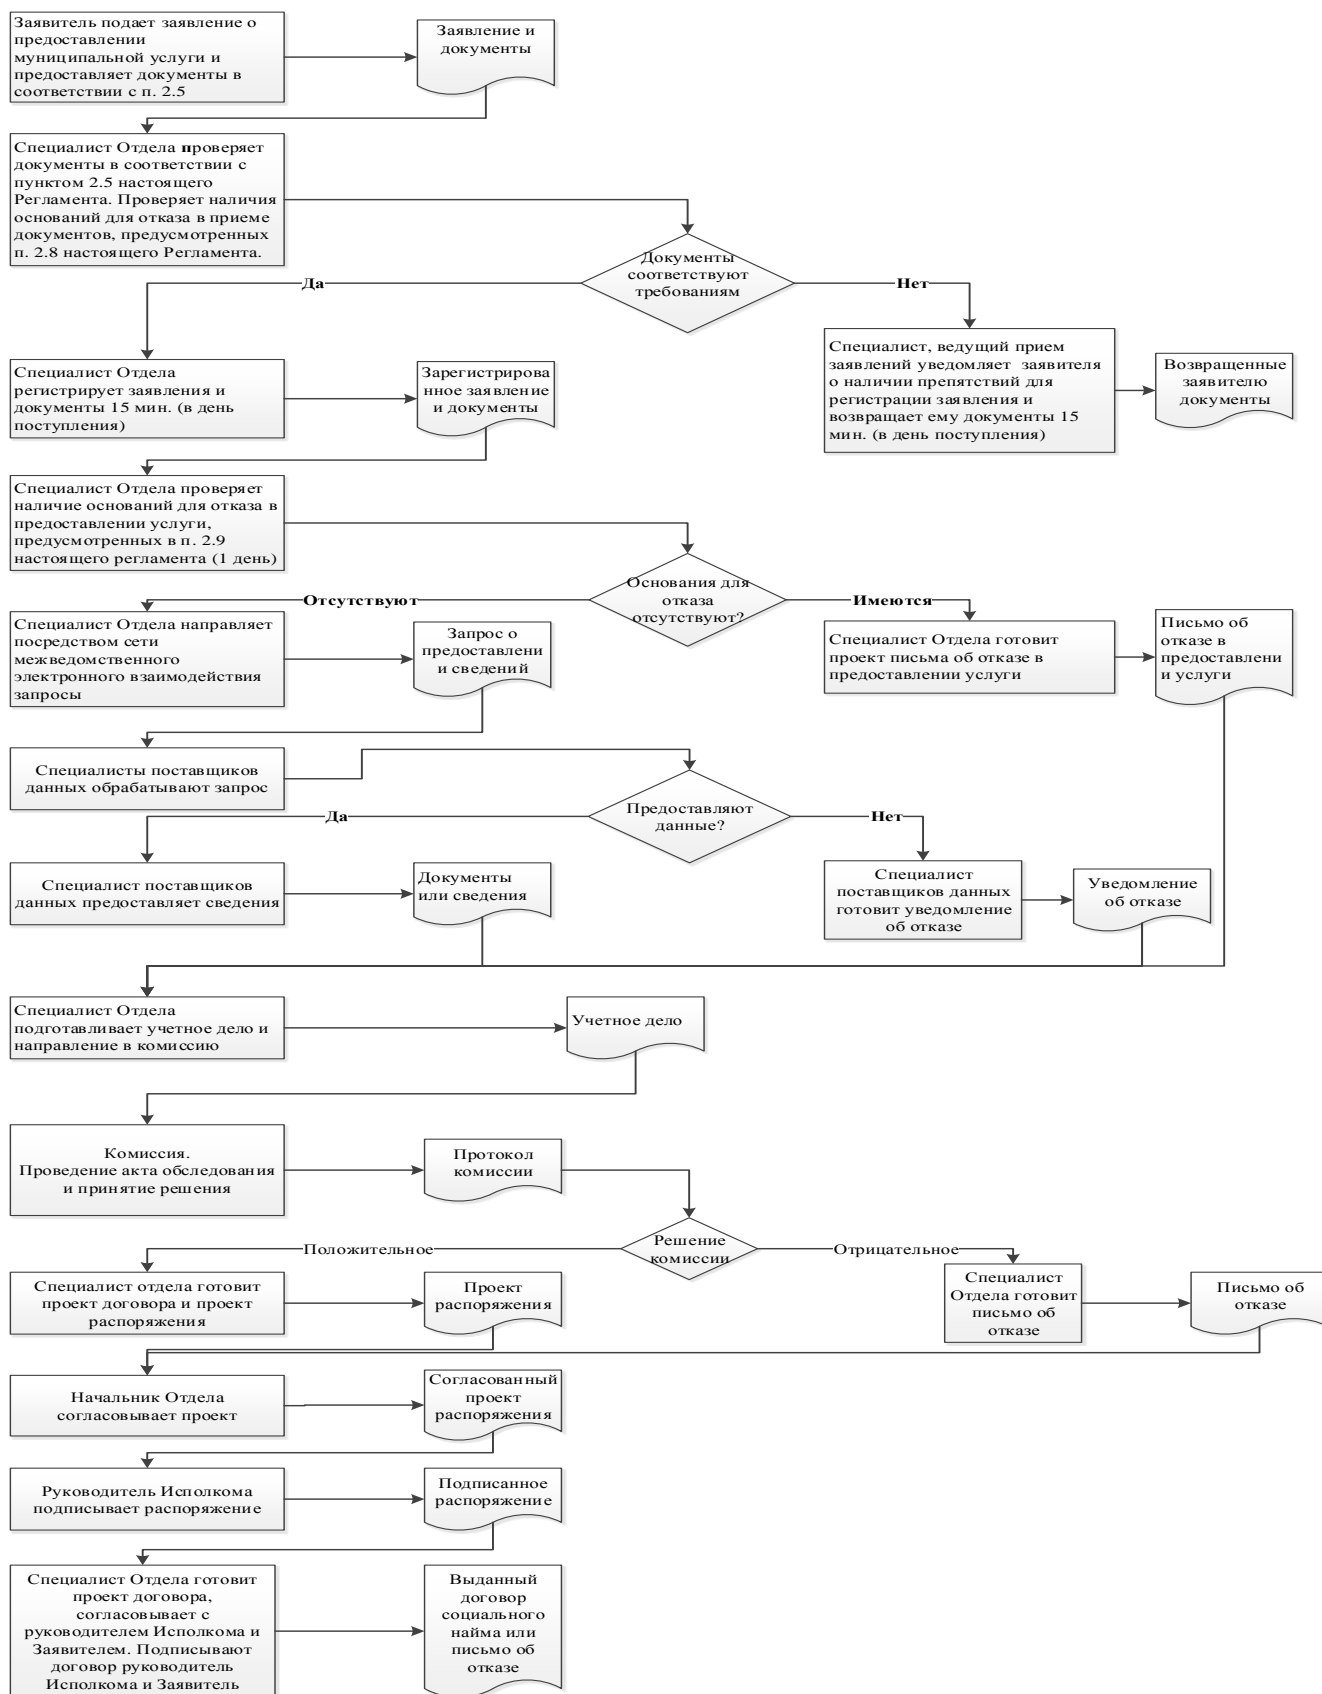 Заявитель подает заявление о
предоставлении
муниципальной услуги и
предоставляет документы в
соответствии с п. 2.5
Заявление и
документы
Специалист Отдела проверяет
документы в соответствии с
пунктом 2.5 настоящего
Регламента. Проверяет наличия
оснований для отказа в приеме
документов, предусмотренных
п. 2.8 настоящего Регламента.
Документы
соответствуют
требованиям
Да
Нет
Специалист Отдела
регистрирует заявления и
документы 15 мин. (в день
поступления)
Зарегистрирова
нное заявление
и документы
Специалист, ведущий прием
заявлений уведомляет заявителя
о наличии препятствий для
регистрации заявления и
возвращает ему документы 15
мин. (в день поступления)
Возвращенные
заявителю
документы
Специалист Отдела проверяет
наличие оснований для отказа в
предоставлении услуги,
предусмотренных в п. 2.9
настоящего регламента (1 день)
Основания для
отказа
отсутствуют?
Отсутствуют
Имеются
Специалист Отдела направляет
посредством сети
межведомственного
электронного взаимодействия
запросы
Запрос о
предоставлени
и сведений
Специалист Отдела готовит
проект письма об отказе в
предоставлении услуги
Письмо об
отказе в
предоставлени
и услуги
Специалисты поставщиков
данных обрабатывают запрос
Предоставляют
данные?
Да
Нет
Специалист поставщиков
данных предоставляет сведения
Документы
или сведения
Специалист
поставщиков данных
готовит уведомление
об отказе
Уведомление
об отказе
Специалист Отдела
подготавливает учетное дело и
направление в комиссию
Учетное дело
Комиссия.
Проведение акта обследования
и принятие решения
Протокол
комиссии
Решение
комиссии
Положительное
Отрицательное
Специалист отдела готовит
проект договора и проект
распоряжения
Проект
распоряжения
Специалист
Отдела готовит
письмо об
отказе
Письмо об
отказе
Начальник Отдела
согласовывает проект
Согласованный
проект
распоряжения
Руководитель Исполкома
подписывает распоряжение
Подписанное
распоряжение
Специалист Отдела готовит
проект договора,
согласовывает с
руководителем Исполкома и
Заявителем. Подписывают
договор руководитель
Исполкома и Заявитель
Выданный
договор
социального
найма или
письмо об
отказе